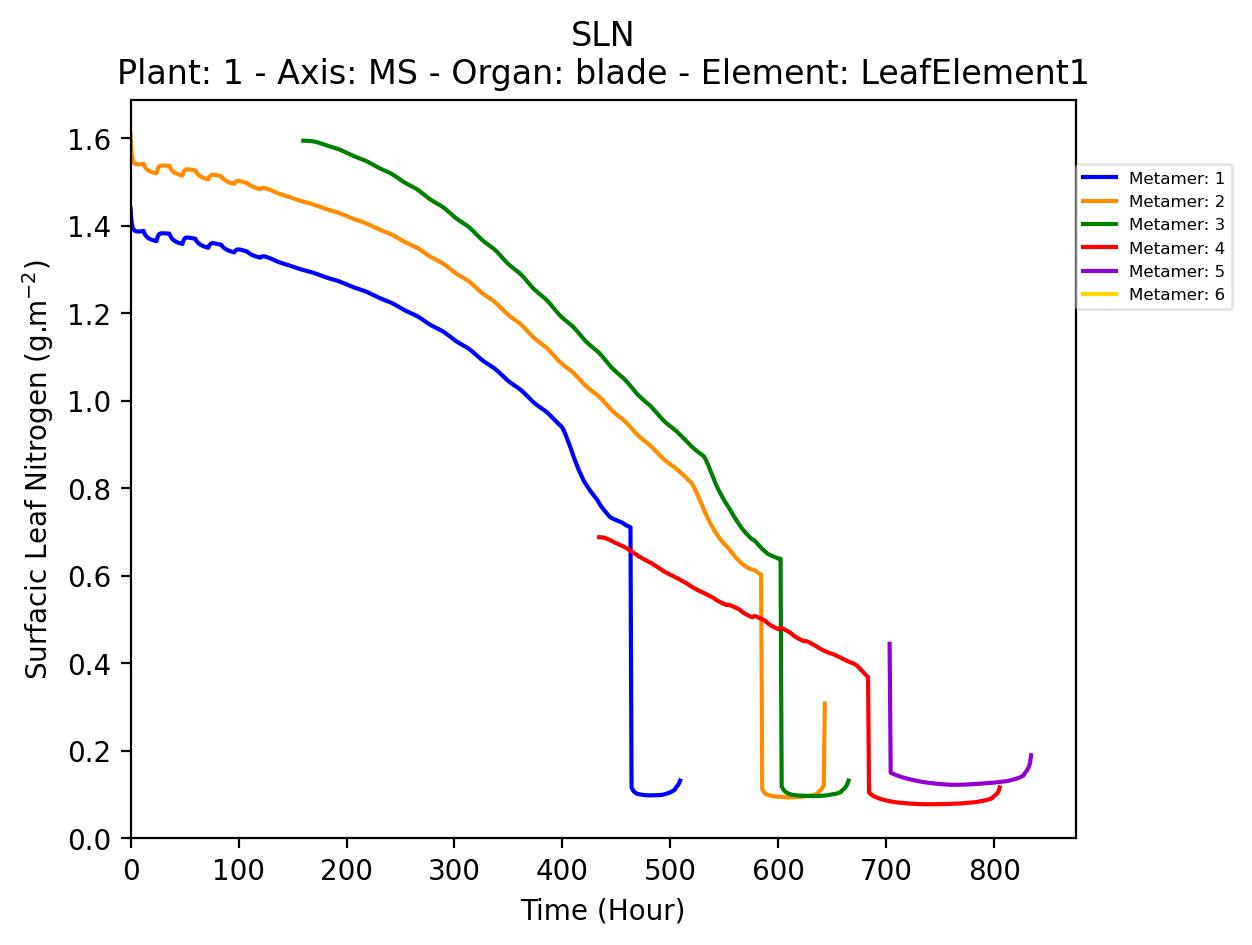 SLN
Plant: 1 - Axis: MS - Organ: blade - Element: LeafElement1
Surfacic Leaf Nitrogen (g.m⁻²)
1.6
1.4
1.2
1.0
0.8
0.6
0.4
0.2
0.0
0 100 200 300 400 500 600 700 800
Time (Hour)
Metamer: 1
Metamer: 2
Metamer: 3
Metamer: 4
Metamer: 5
Metamer: 6